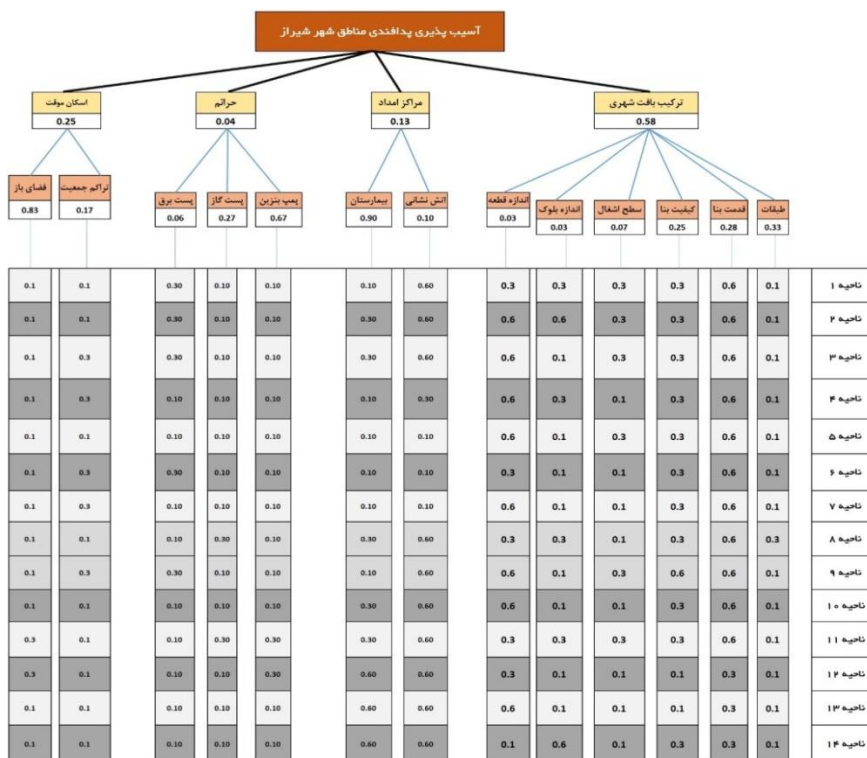 آسیب پذیری پدافندی مناطق شهر شیراز
ترکیب بافت شهری مراکز امداد حرائم اسکان موقت
0.58 0.13 0.04 0.25
طبقات قدمت بنا کیفیت بنا سطح اشغال اندازه بلوک اندازه قطعه آتش نشانی بیمارستان پمپ بنزین پست گاز پست برق تراکم جمعیت فضای باز
0.33 0.28 0.25 0.07 0.03 0.03 0.10 0.90 0.67 0.27 0.06 0.17 0.83
ناحیه ۱ 0.1 0.6 0.3 0.3 0.3 0.3 0.60 0.10 0.10 0.10 0.30 0.1 0.1
ناحیه ۲ 0.1 0.6 0.3 0.3 0.6 0.6 0.60 0.30 0.10 0.10 0.30 0.1 0.1
ناحیه ۳ 0.1 0.6 0.3 0.3 0.1 0.6 0.60 0.30 0.10 0.10 0.30 0.3 0.1
ناحیه ۴ 0.1 0.6 0.3 0.1 0.3 0.6 0.30 0.10 0.10 0.10 0.10 0.3 0.1
ناحیه ۵ 0.1 0.6 0.3 0.3 0.1 0.6 0.10 0.10 0.10 0.10 0.10 0.1 0.1
ناحیه ۶ 0.1 0.6 0.3 0.1 0.1 0.3 0.10 0.10 0.10 0.10 0.30 0.3 0.1
ناحیه ۷ 0.1 0.6 0.3 0.1 0.1 0.6 0.10 0.10 0.10 0.10 0.10 0.3 0.1
ناحیه ۸ 0.3 0.6 0.3 0.1 0.3 0.3 0.60 0.30 0.10 0.30 0.10 0.1 0.1
ناحیه ۹ 0.1 0.6 0.6 0.3 0.1 0.6 0.60 0.10 0.10 0.10 0.30 0.3 0.1
ناحیه ۱۰ 0.1 0.6 0.3 0.1 0.1 0.6 0.60 0.30 0.10 0.10 0.10 0.1 0.1
ناحیه ۱۱ 0.1 0.6 0.3 0.3 0.3 0.3 0.60 0.30 0.30 0.30 0.10 0.1 0.3
ناحیه ۱۲ 0.1 0.3 0.1 0.1 0.1 0.3 0.60 0.60 0.30 0.10 0.10 0.1 0.3
ناحیه ۱۳ 0.1 0.3 0.1 0.1 0.1 0.6 0.60 0.60 0.10 0.10 0.10 0.1 0.1
ناحیه ۱۴ 0.1 0.3 0.3 0.1 0.6 0.1 0.60 0.60 0.10 0.10 0.10 0.1 0.1